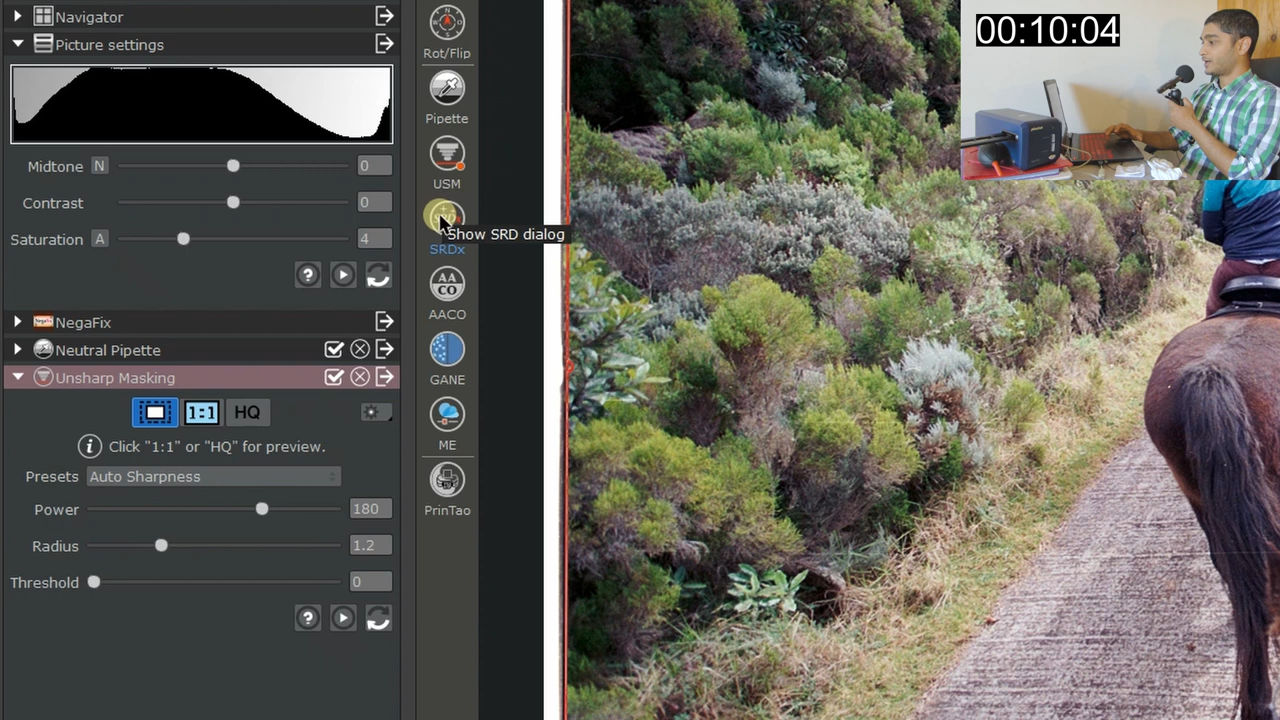 Navigator
Picture settings
Midtone N 0
Contrast 0
Saturation A 4
NegaFix
Neutral Pipette
Unsharp Masking
1:1 HQ
Click "1:1" or "HQ" for preview.
Presets Auto Sharpness
Power 180
Radius 1.2
Threshold 0
Rot/Flip
Pipette
USM
Show SRD dialog
SRDx
AA
CO
AACO
GANE
ME
PrinTao
00:10:04